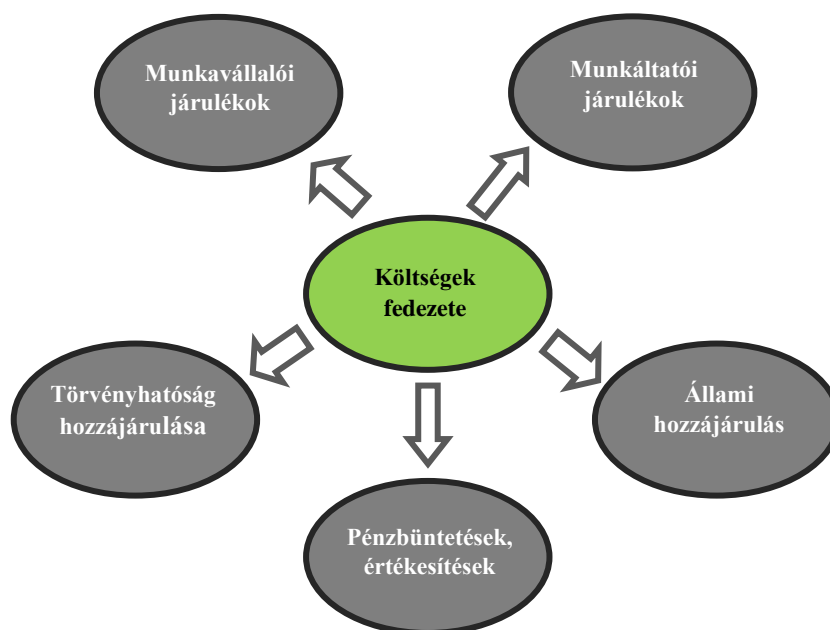 Munkavállalói
járulékok
Munkáltatói
járulékok
Költségek
fedezete
Törvényhatóság
hozzájárulása
Állami
hozzájárulás
Pénzbüntetések,
értékesítések